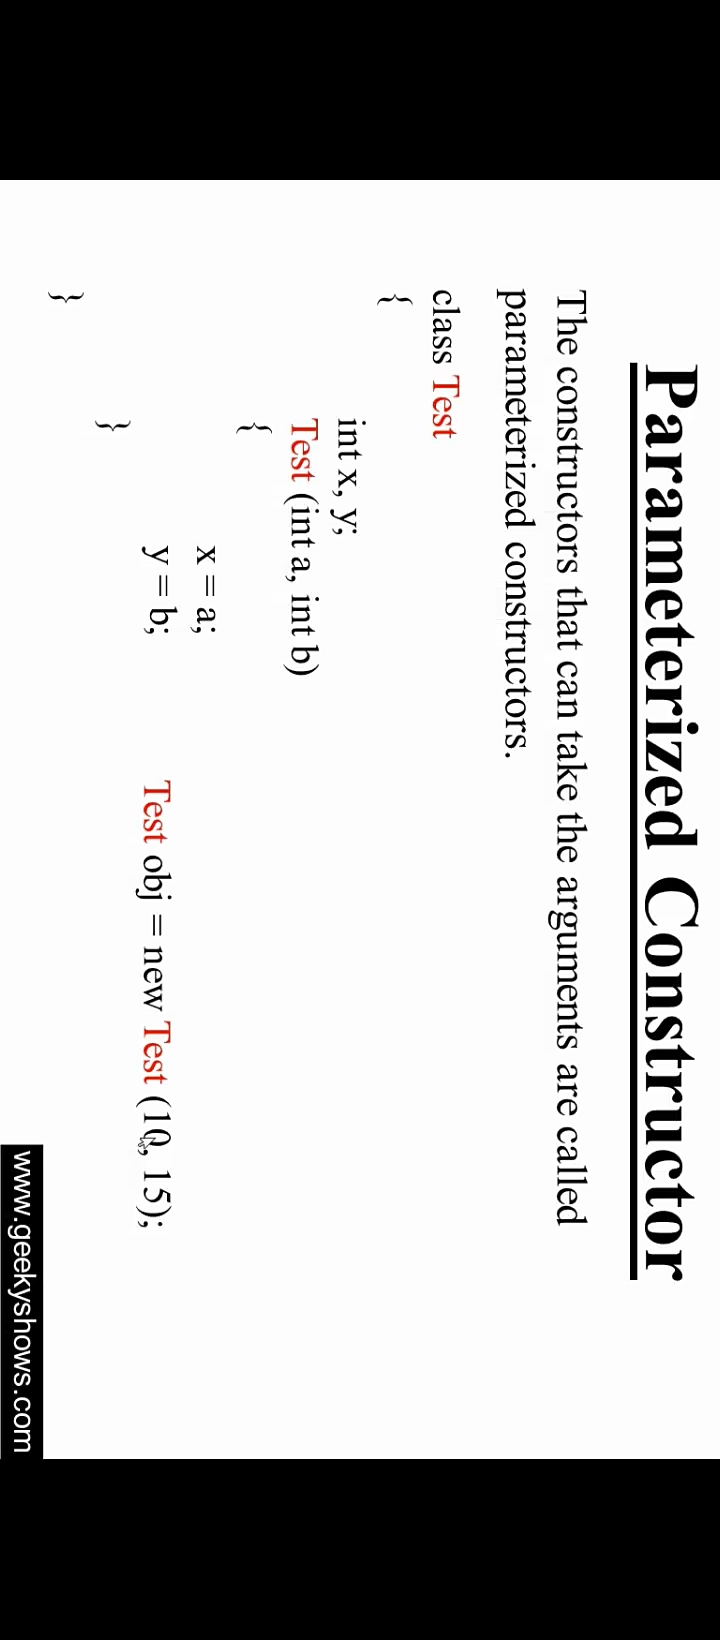 Parameterized Constructor
The constructors that can take the arguments are called
parameterized constructors.
class Test
{
int x, y;
Test (int a, int b)
{
x = a;
y = b;
Test obj = new Test (10, 15);
}
}
www.geekyshows.com